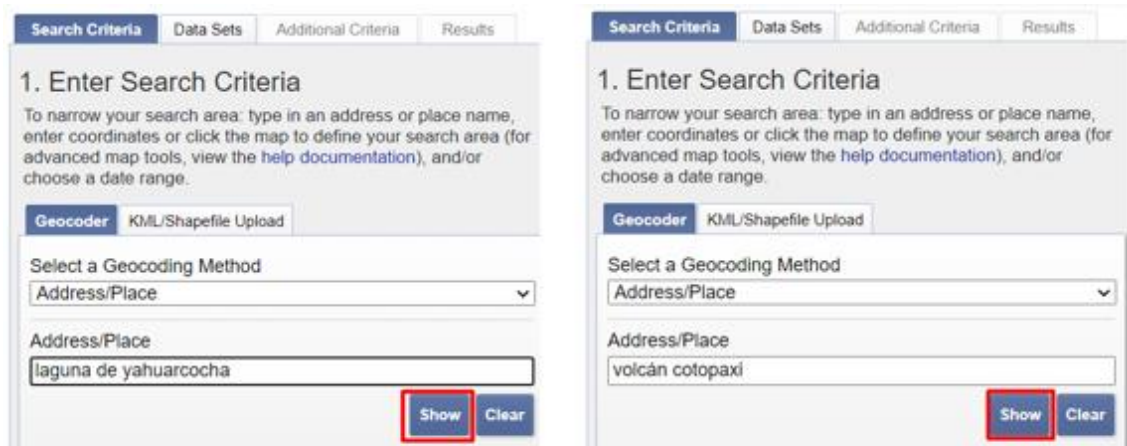 Search Criteria Data Sets Additional Criteria Results
1. Enter Search Criteria
To narrow your search area: type in an address or place name,
enter coordinates or click the map to define your search area (for
advanced map tools, view the help documentation), and/or
choose a date range.
Geocoder KML/Shapefile Upload
Select a Geocoding Method
Address/Place
Address/Place
laguna de yahuarcocha
Show Clear
Search Criteria Data Sets Additional Criteria Results
1. Enter Search Criteria
To narrow your search area: type in an address or place name,
enter coordinates or click the map to define your search area (for
advanced map tools, view the help documentation), and/or
choose a date range.
Geocoder KML/Shapefile Upload
Select a Geocoding Method
Address/Place
Address/Place
volcán cotopaxi
Show Clear